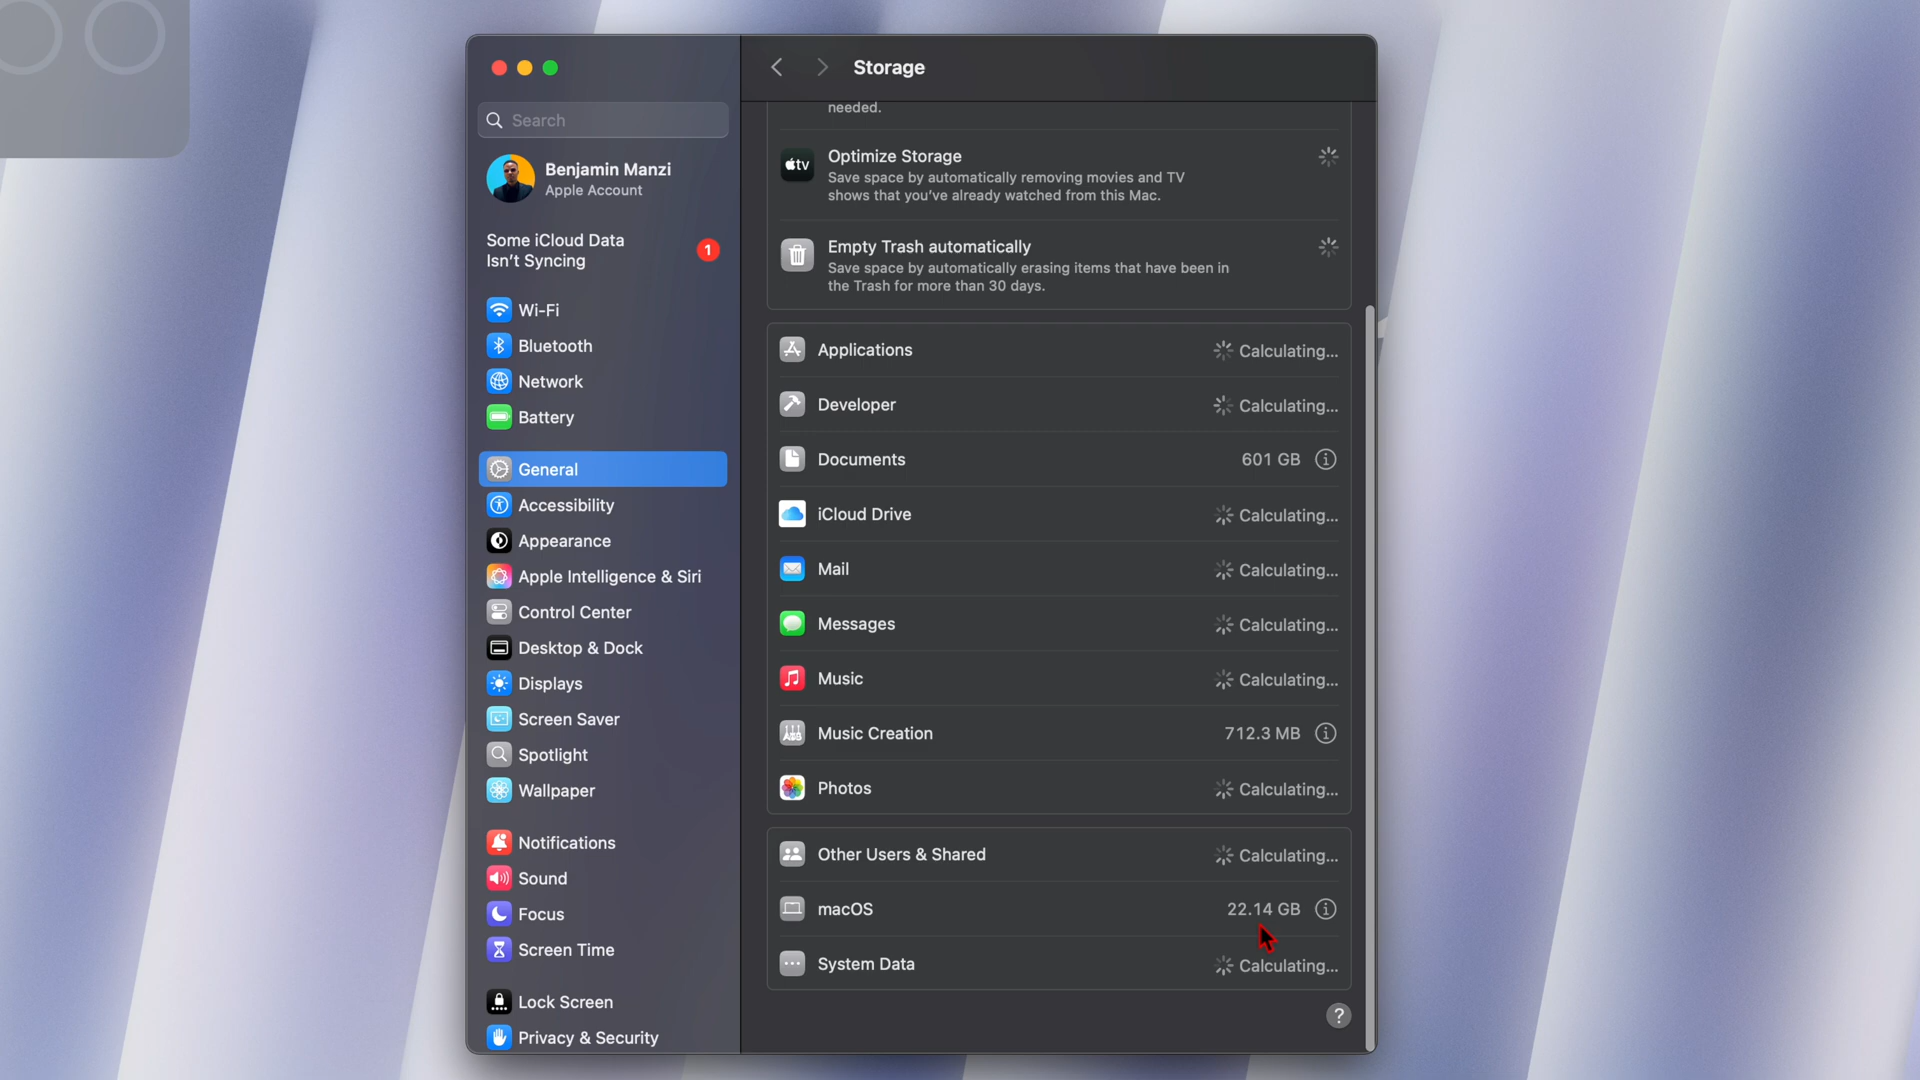 Storage
Search
Benjamin Manzi
Apple Account
Some iCloud Data
Isn't Syncing
1
Wi-Fi
Bluetooth
Network
Battery
General
Accessibility
Appearance
Apple Intelligence & Siri
Control Center
Desktop & Dock
Displays
Screen Saver
Spotlight
Wallpaper
Notifications
Sound
Focus
Screen Time
Lock Screen
Privacy & Security
needed.
tv
Optimize Storage
Save space by automatically removing movies and TV
shows that you've already watched from this Mac.
Empty Trash automatically
Save space by automatically erasing items that have been in
the Trash for more than 30 days.
Applications Calculating...
Developer Calculating...
Documents 601 GB
iCloud Drive Calculating...
Mail Calculating...
Messages Calculating...
Music Calculating...
Music Creation 712.3 MB
Photos Calculating...
Other Users & Shared Calculating...
macOS 22.14 GB
System Data Calculating...
?